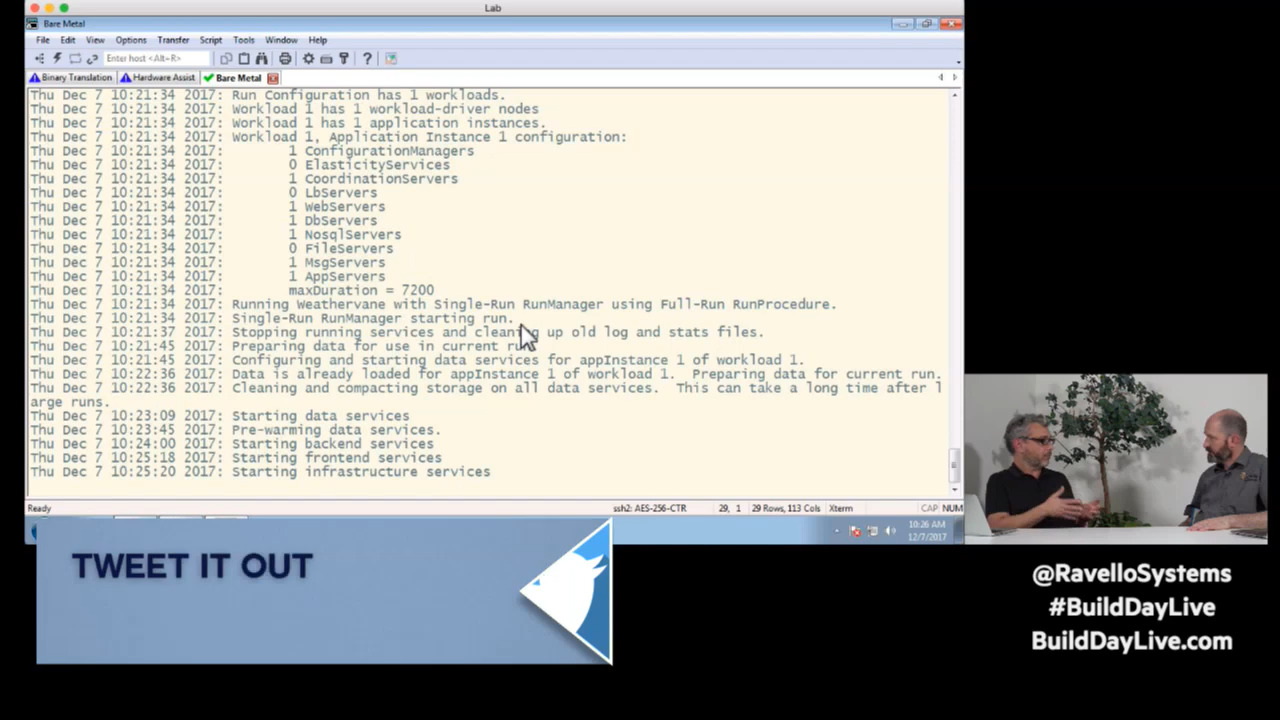 Lab
Bare Metal
File Edit View Options Transfer Script Tools Window Help
Enter host <Alt+R>
Binary Translation Hardware Assist Bare Metal
Thu Dec 7 10:21:34 2017: Run Configuration has 1 workloads.
Thu Dec 7 10:21:34 2017: Workload 1 has 1 workload-driver nodes
Thu Dec 7 10:21:34 2017: Workload 1 has 1 application instances.
Thu Dec 7 10:21:34 2017: Workload 1, Application Instance 1 configuration:
Thu Dec 7 10:21:34 2017: 1 ConfigurationManagers
Thu Dec 7 10:21:34 2017: 0 ElasticityServices
Thu Dec 7 10:21:34 2017: 1 CoordinationServers
Thu Dec 7 10:21:34 2017: 0 LbServers
Thu Dec 7 10:21:34 2017: 1 WebServers
Thu Dec 7 10:21:34 2017: 1 DbServers
Thu Dec 7 10:21:34 2017: 1 NosqlServers
Thu Dec 7 10:21:34 2017: 0 FileServers
Thu Dec 7 10:21:34 2017: 1 MsgServers
Thu Dec 7 10:21:34 2017: 1 AppServers
Thu Dec 7 10:21:34 2017: maxDuration = 7200
Thu Dec 7 10:21:34 2017: Running Weathervane with Single-Run RunManager using Full-Run RunProcedure.
Thu Dec 7 10:21:34 2017: Single-Run RunManager starting run.
Thu Dec 7 10:21:37 2017: Stopping running services and cleaning up old log and stats files.
Thu Dec 7 10:21:45 2017: Preparing data for use in current run.
Thu Dec 7 10:21:45 2017: Configuring and starting data services for appInstance 1 of workload 1.
Thu Dec 7 10:22:36 2017: Data is already loaded for appInstance 1 of workload 1. Preparing data for current run.
Thu Dec 7 10:22:36 2017: Cleaning and compacting storage on all data services. This can take a long time after l
arge runs.
Thu Dec 7 10:23:09 2017: Starting data services
Thu Dec 7 10:23:45 2017: Pre-warming data services.
Thu Dec 7 10:24:00 2017: Starting backend services
Thu Dec 7 10:25:18 2017: Starting frontend services
Thu Dec 7 10:25:20 2017: Starting infrastructure services
Ready ssh2: AES-256-CTR 29, 1 29 Rows, 113 Cols Xterm CAP NUM
10:26 AM
12/7/2017
TWEET IT OUT
@RavelloSystems
#BuildDayLive
BuildDayLive.com